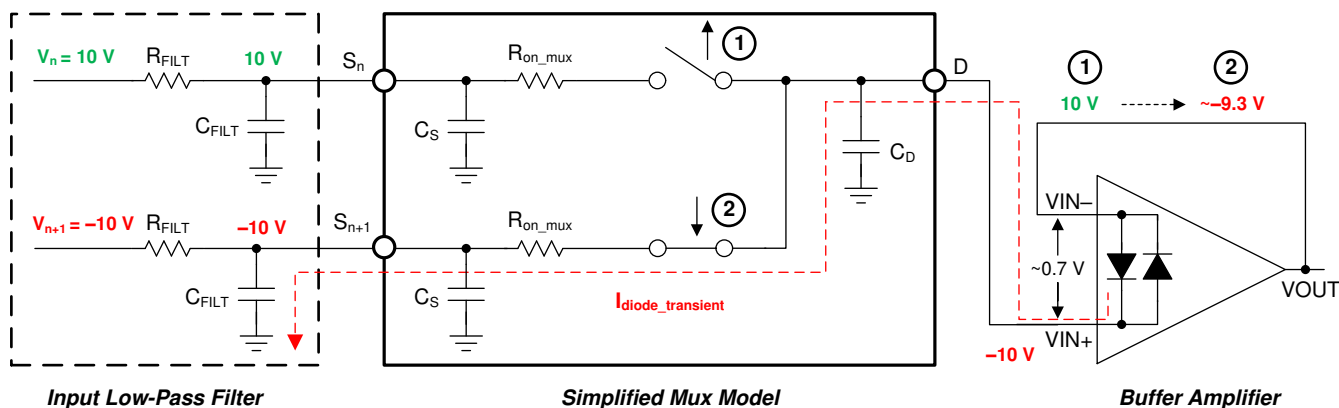 Vn = 10 V
RFILT
10 V
CFILT
Sn
Ron_mux
CS
1
D
CD
1
2
10 V
~–9.3 V
Vn+1 = –10 V
RFILT
–10 V
CFILT
Sn+1
Ron_mux
CS
2
Idiode_transient
VIN–
~0.7 V
VIN+
–10 V
VOUT
Input Low-Pass Filter
Simplified Mux Model
Buffer Amplifier